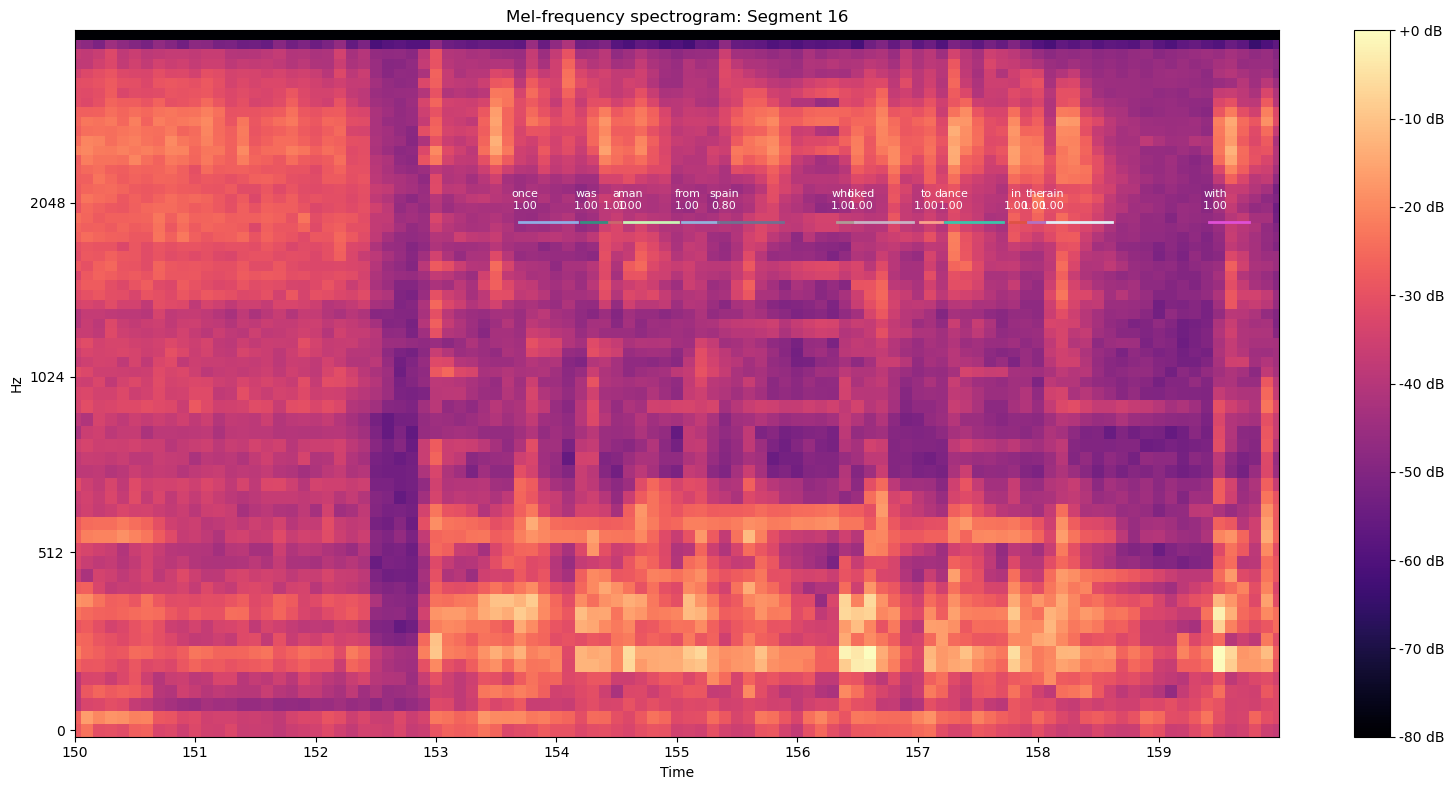 Mel-frequency spectrogram: Segment 16
+0 dB
-10 dB
-20 dB
-30 dB
-40 dB
-50 dB
-60 dB
-70 dB
-80 dB
Hz
2048
1024
512
0
once was a man from spain who liked to dance in the rain with
1.00 1.00 1.00 1.00 1.00 0.80 1.00 1.00 1.00 1.00 1.00 1.00 1.00 1.00
150 151 152 153 154 155 156 157 158 159
Time